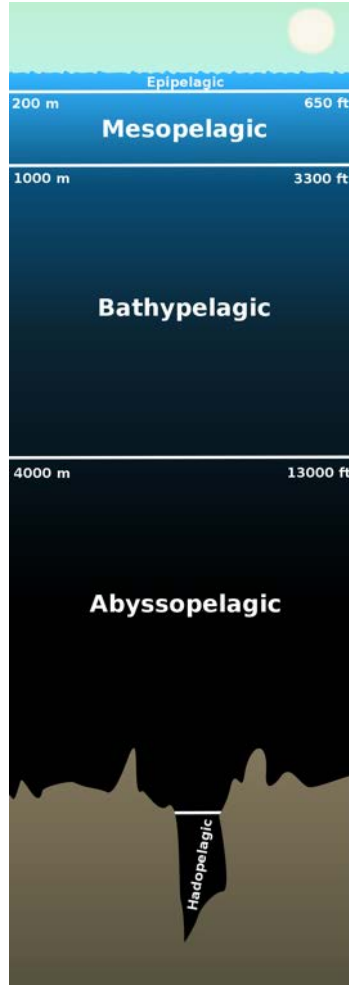 Epipelagic
200 m 650 ft
Mesopelagic
1000 m 3300 ft
Bathypelagic
4000 m 13000 ft
Abyssopelagic
Hadopelagic